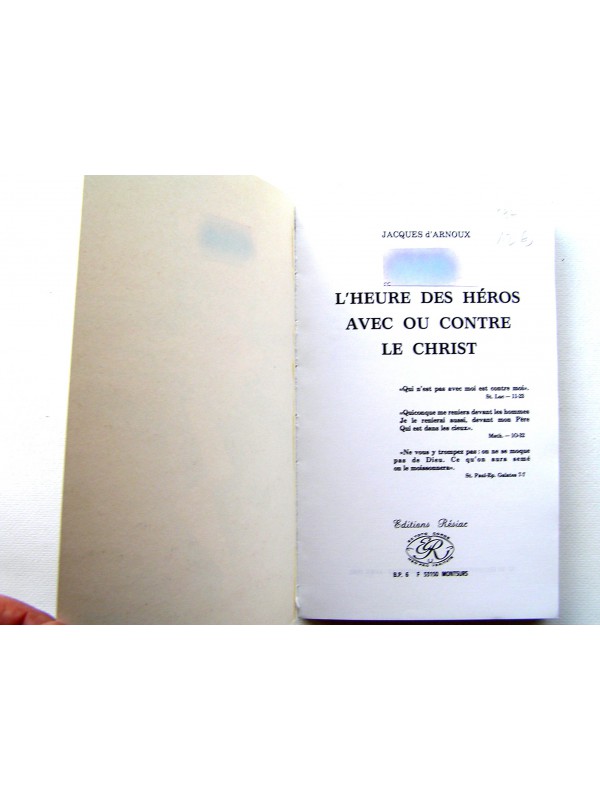 JACQUES d'ARNOUX
L'HEURE DES HÉROS
AVEC OU CONTRE
LE CHRIST
«Qui n'est pas avec moi est contre moi».
St. Luc — 11-23
«Quiconque me reniera devant les hommes
Je le renierai aussi, devant mon Père
Qui est dans les cieux».
Math. — 10-32
«Ne vous y trompez pas : on ne se moque
pas de Dieu. Ce qu'on aura semé
on le moissonnera».
St. Paul-Ep. Galates 7-7
Editions Résiac
ER
B.P. 6 F 53150 MONTSURS